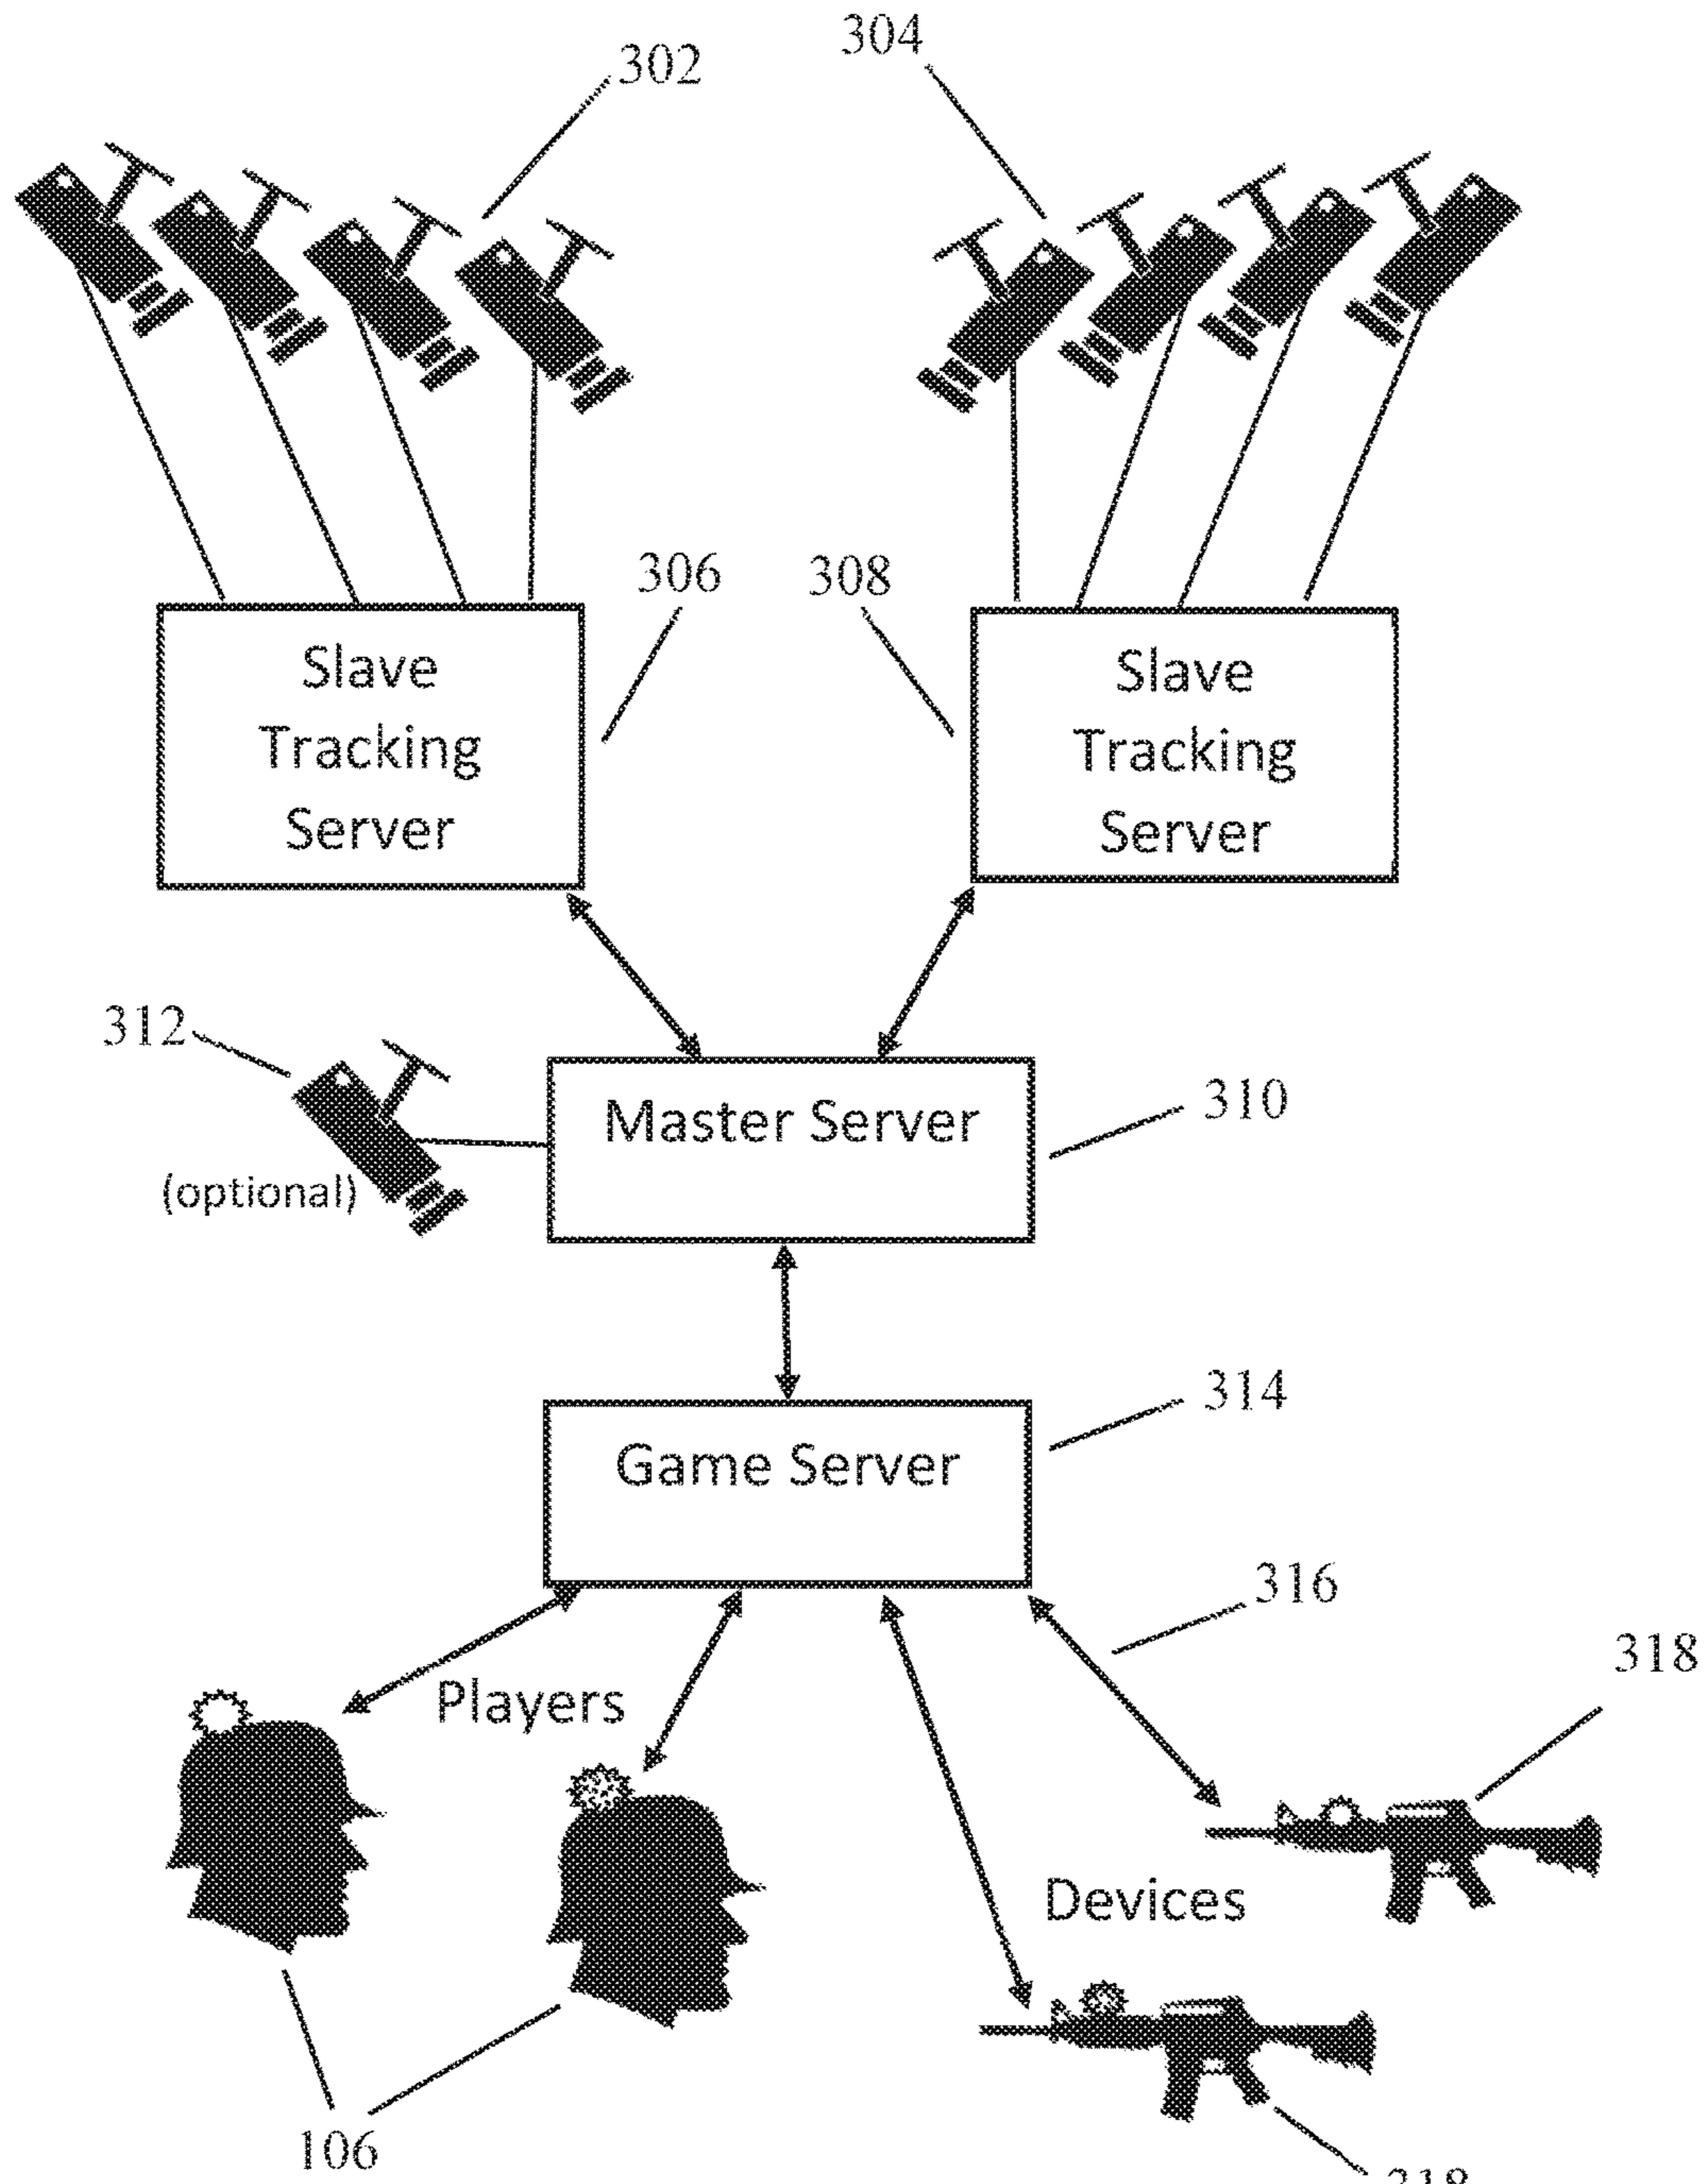 302
304
306
308
Slave
Tracking
Server
Slave
Tracking
Server
312
(optional)
Master Server
310
314
Game Server
316
318
Players
Devices
106
318